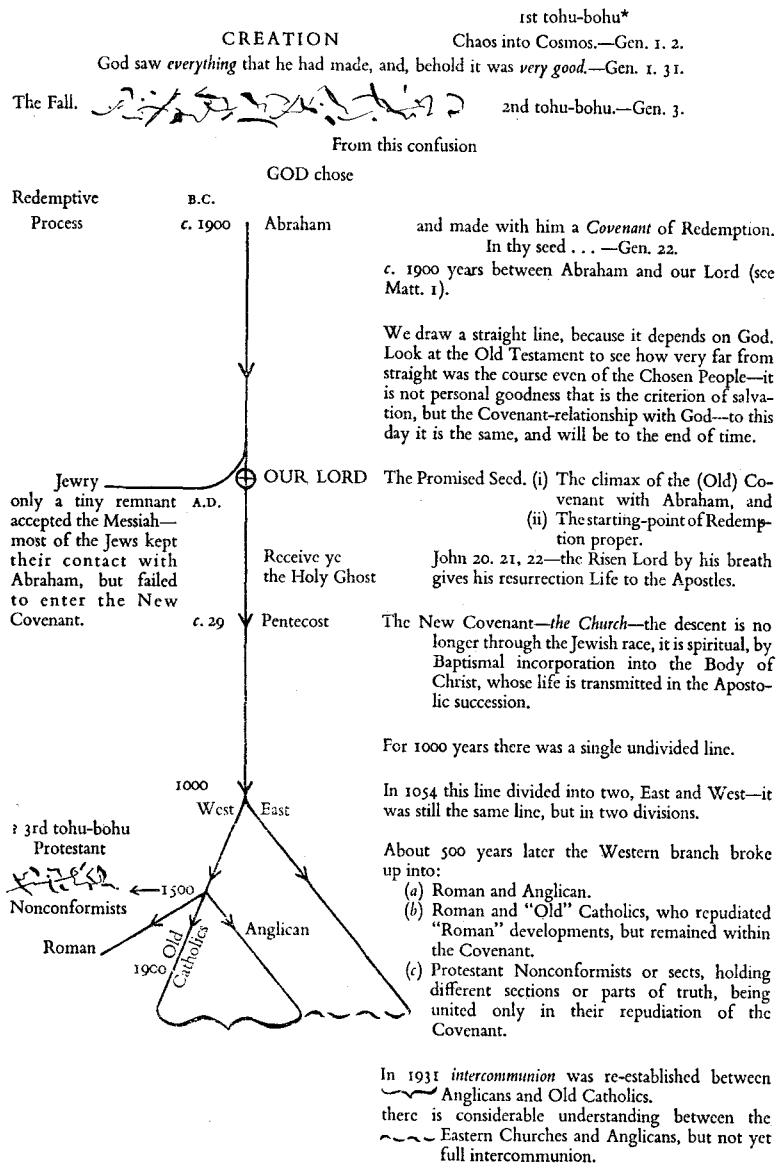 1st tohu-bohu*
CREATION Chaos into Cosmos.—Gen. 1. 2.
God saw everything that he had made, and, behold it was very good.—Gen. 1. 31.
The Fall. 2nd tohu-bohu.—Gen. 3.
From this confusion
GOD chose
Redemptive B.C.
Process c. 1900 Abraham
and made with him a Covenant of Redemption.
In thy seed . . . —Gen. 22.
c. 1900 years between Abraham and our Lord (see
Matt. 1).
We draw a straight line, because it depends on God.
Look at the Old Testament to see how very far from
straight was the course even of the Chosen People—it
is not personal goodness that is the criterion of salva-
tion, but the Covenant-relationship with God—to this
day it is the same, and will be to the end of time.
Jewry
only a tiny remnant
accepted the Messiah—
most of the Jews kept
their contact with
Abraham, but failed
to enter the New
Covenant.
A.D.
OUR LORD
The Promised Seed. (i) The climax of the (Old) Co-
venant with Abraham, and
(ii) The starting-point of Redemp-
tion proper.
Receive ye
the Holy Ghost
John 20. 21, 22—the Risen Lord by his breath
gives his resurrection Life to the Apostles.
c. 29 Pentecost
The New Covenant—the Church—the descent is no
longer through the Jewish race, it is spiritual, by
Baptismal incorporation into the Body of
Christ, whose life is transmitted in the Aposto-
lic succession.
For 1000 years there was a single undivided line.
1000
West East
In 1054 this line divided into two, East and West—it
was still the same line, but in two divisions.
? 3rd tohu-bohu
Protestant
Nonconformists
1500
About 500 years later the Western branch broke
up into:
(a) Roman and Anglican.
(b) Roman and "Old" Catholics, who repudiated
"Roman" developments, but remained within
the Covenant.
(c) Protestant Nonconformists or sects, holding
different sections or parts of truth, being
united only in their repudiation of the
Covenant.
Roman
Old
Catholics
Anglican
1900
In 1931 intercommunion was re-established between
Anglicans and Old Catholics.
there is considerable understanding between the
Eastern Churches and Anglicans, but not yet
full intercommunion.